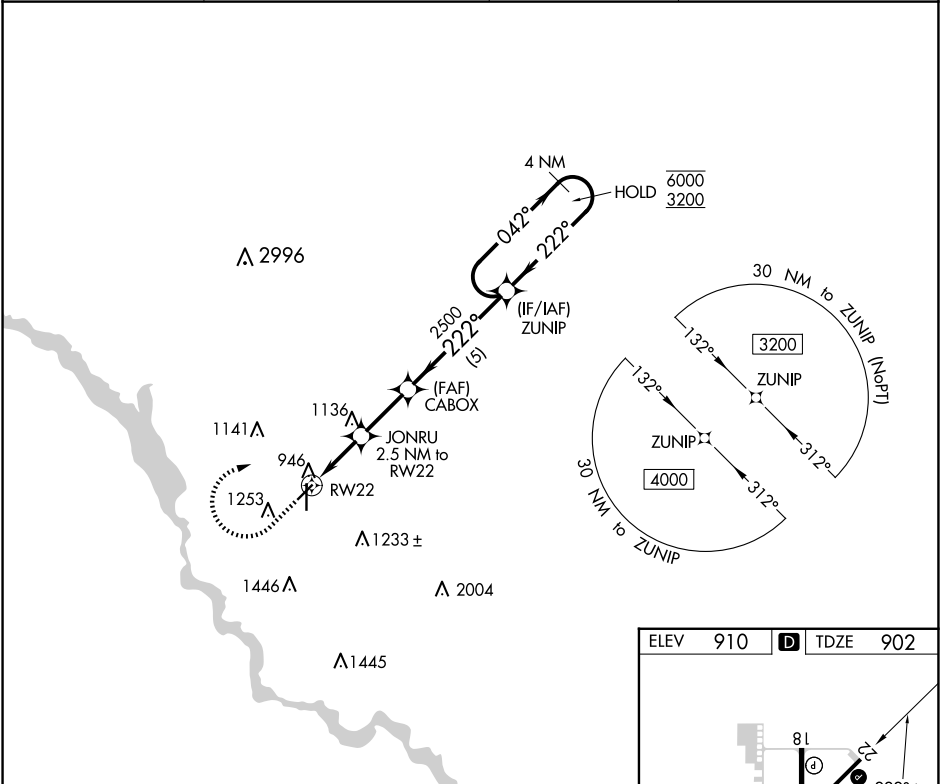 4 NM
HOLD
6000
3200
042°
222°
2996
(IF/IAF)
ZUNIP
2500
222°
(5)
30 NM to ZUNIP (NoPT)
132°
3200
ZUNIP
312°
(FAF)
CABOX
1136
1141
JONRU
2.5 NM to
RW22
946
RW22
1253
132°
ZUNIP
4000
312°
30 NM to ZUNIP
1233 ±
1446
2004
1445
ELEV 910 D TDZE 902
18
22
P
P